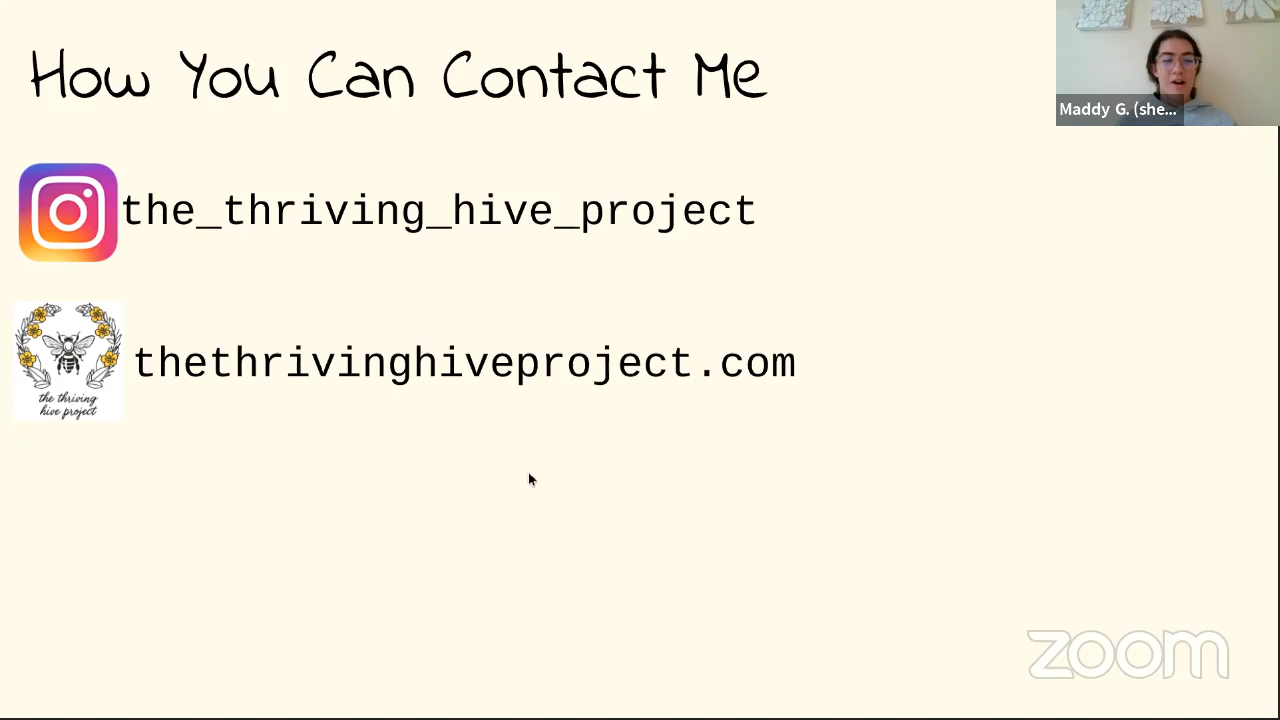 How You Can Contact Me
Maddy G. (she...
the_thriving_hive_project
thethrivinghiveproject.com
the thriving
hive project
zoom